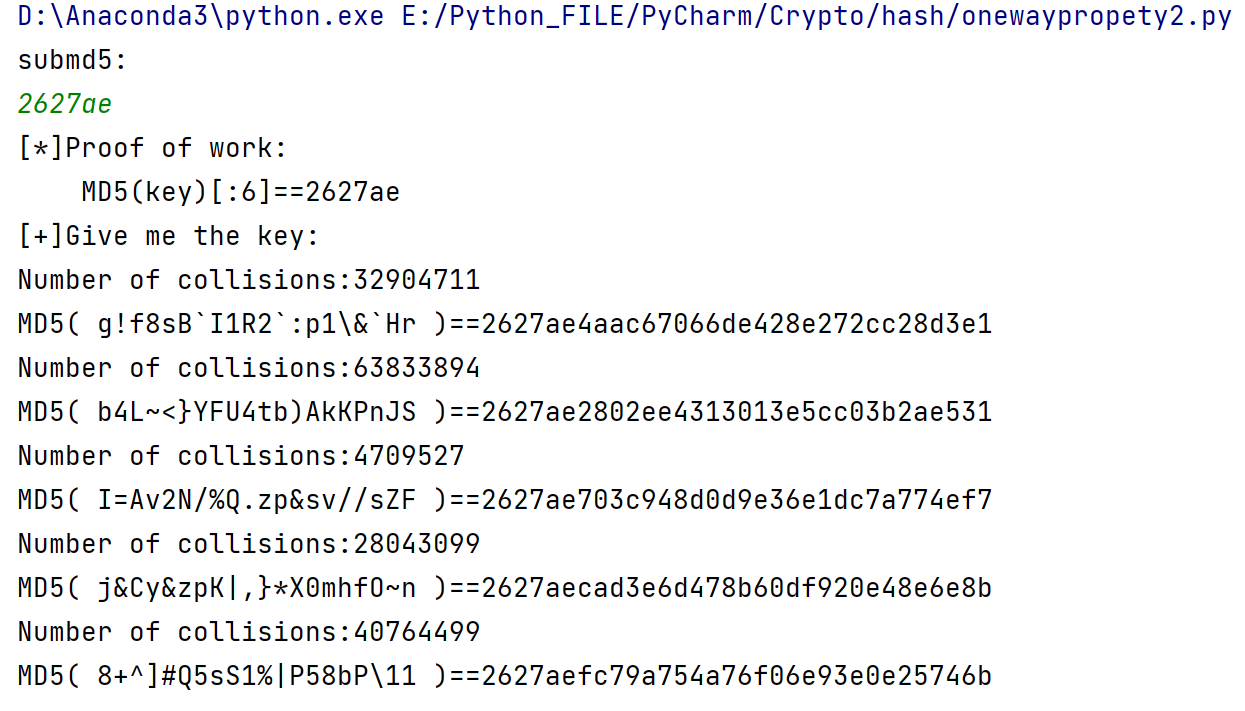 D:\Anaconda3\python.exe E:/Python_FILE/PyCharm/Crypto/hash/onewaypropety2.py
submd5:
2627ae
[*]Proof of work:
    MD5(key)[:6]==2627ae
[+]Give me the key:
Number of collisions:32904711
MD5( g!f8sB`I1R2`:p1\&`Hr )==2627ae4aac67066de428e272cc28d3e1
Number of collisions:63833894
MD5( b4L~<}YFU4tb)AkKPnJS )==2627ae2802ee4313013e5cc03b2ae531
Number of collisions:4709527
MD5( I=Av2N/%Q.zp&sv//sZF )==2627ae703c948d0d9e36e1dc7a774ef7
Number of collisions:28043099
MD5( j&Cy&zpK|,}*X0mhfO~n )==2627aecad3e6d478b60df920e48e6e8b
Number of collisions:40764499
MD5( 8+^]#Q5sS1%|P58bP\11 )==2627aefc79a754a76f06e93e0e25746b